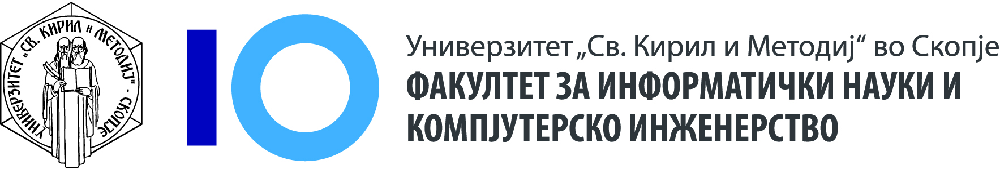 УНИВЕРЗИТЕТ „СВ. КИРИЛ И МЕТОДИЈ“ - СКОПЈЕ
Универзитет „Св. Кирил и Методиј“ во Скопје
ФАКУЛТЕТ ЗА ИНФОРМАТИЧКИ НАУКИ И
КОМПЈУТЕРСКО ИНЖЕНЕРСТВО